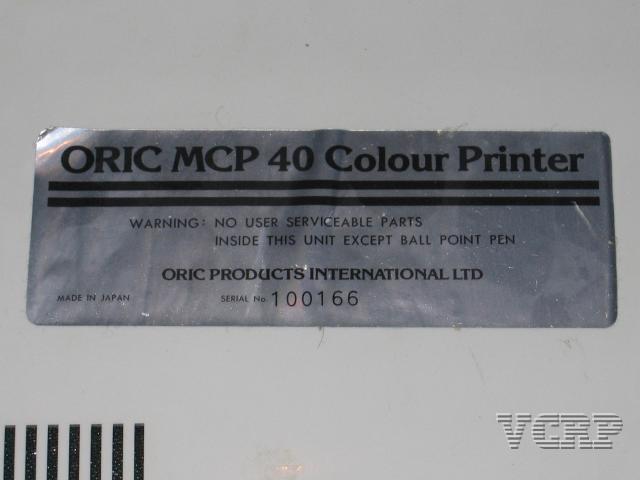 ORIC MCP 40 Colour Printer
WARNING: NO USER SERVICEABLE PARTS
INSIDE THIS UNIT EXCEPT BALL POINT PEN
ORIC PRODUCTS INTERNATIONAL LTD
MADE IN JAPAN SERIAL No. 100166
VCRP